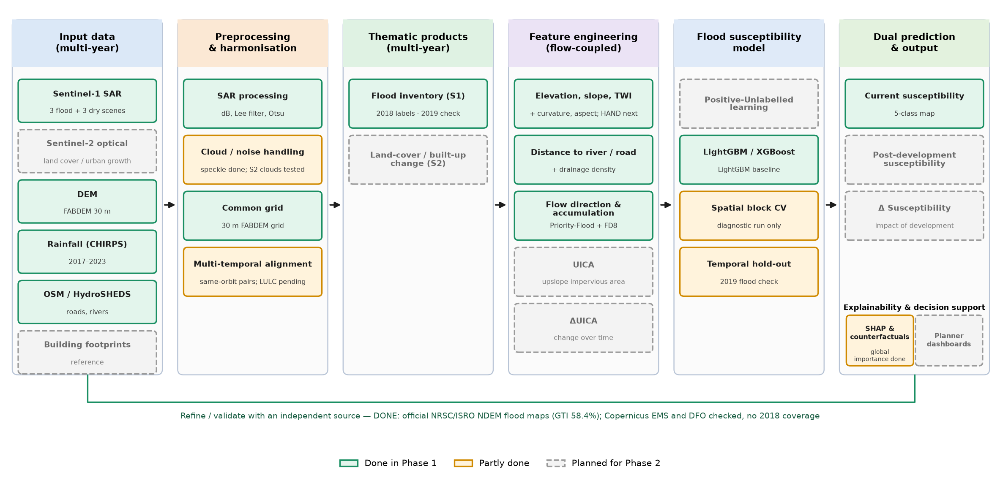 Input data
(multi-year)
Sentinel-1 SAR
3 flood + 3 dry scenes
Sentinel-2 optical
land cover / urban growth
DEM
FABDEM 30 m
Rainfall (CHIRPS)
2017–2023
OSM / HydroSHEDS
roads, rivers
Building footprints
reference
Preprocessing
& harmonisation
SAR processing
dB, Lee filter, Otsu
Cloud / noise handling
speckle done; S2 clouds tested
Common grid
30 m FABDEM grid
Multi-temporal alignment
same-orbit pairs; LULC pending
Thematic products
(multi-year)
Flood inventory (S1)
2018 labels · 2019 check
Land-cover / built-up
change (S2)
Feature engineering
(flow-coupled)
Elevation, slope, TWI
+ curvature, aspect; HAND next
Distance to river / road
+ drainage density
Flow direction &
accumulation
Priority-Flood + FD8
UICA
upslope impervious area
ΔUICA
change over time
Flood susceptibility
model
Positive-Unlabelled
learning
LightGBM / XGBoost
LightGBM baseline
Spatial block CV
diagnostic run only
Temporal hold-out
2019 flood check
Dual prediction
& output
Current susceptibility
5-class map
Post-development
susceptibility
Δ Susceptibility
impact of development
Explainability & decision support
SHAP &
counterfactuals
global
importance done
Planner
dashboards
Refine / validate with an independent source — DONE: official NRSC/ISRO NDEM flood maps (GTI 58.4%); Copernicus EMS and DFO checked, no 2018 coverage
Done in Phase 1
Partly done
Planned for Phase 2